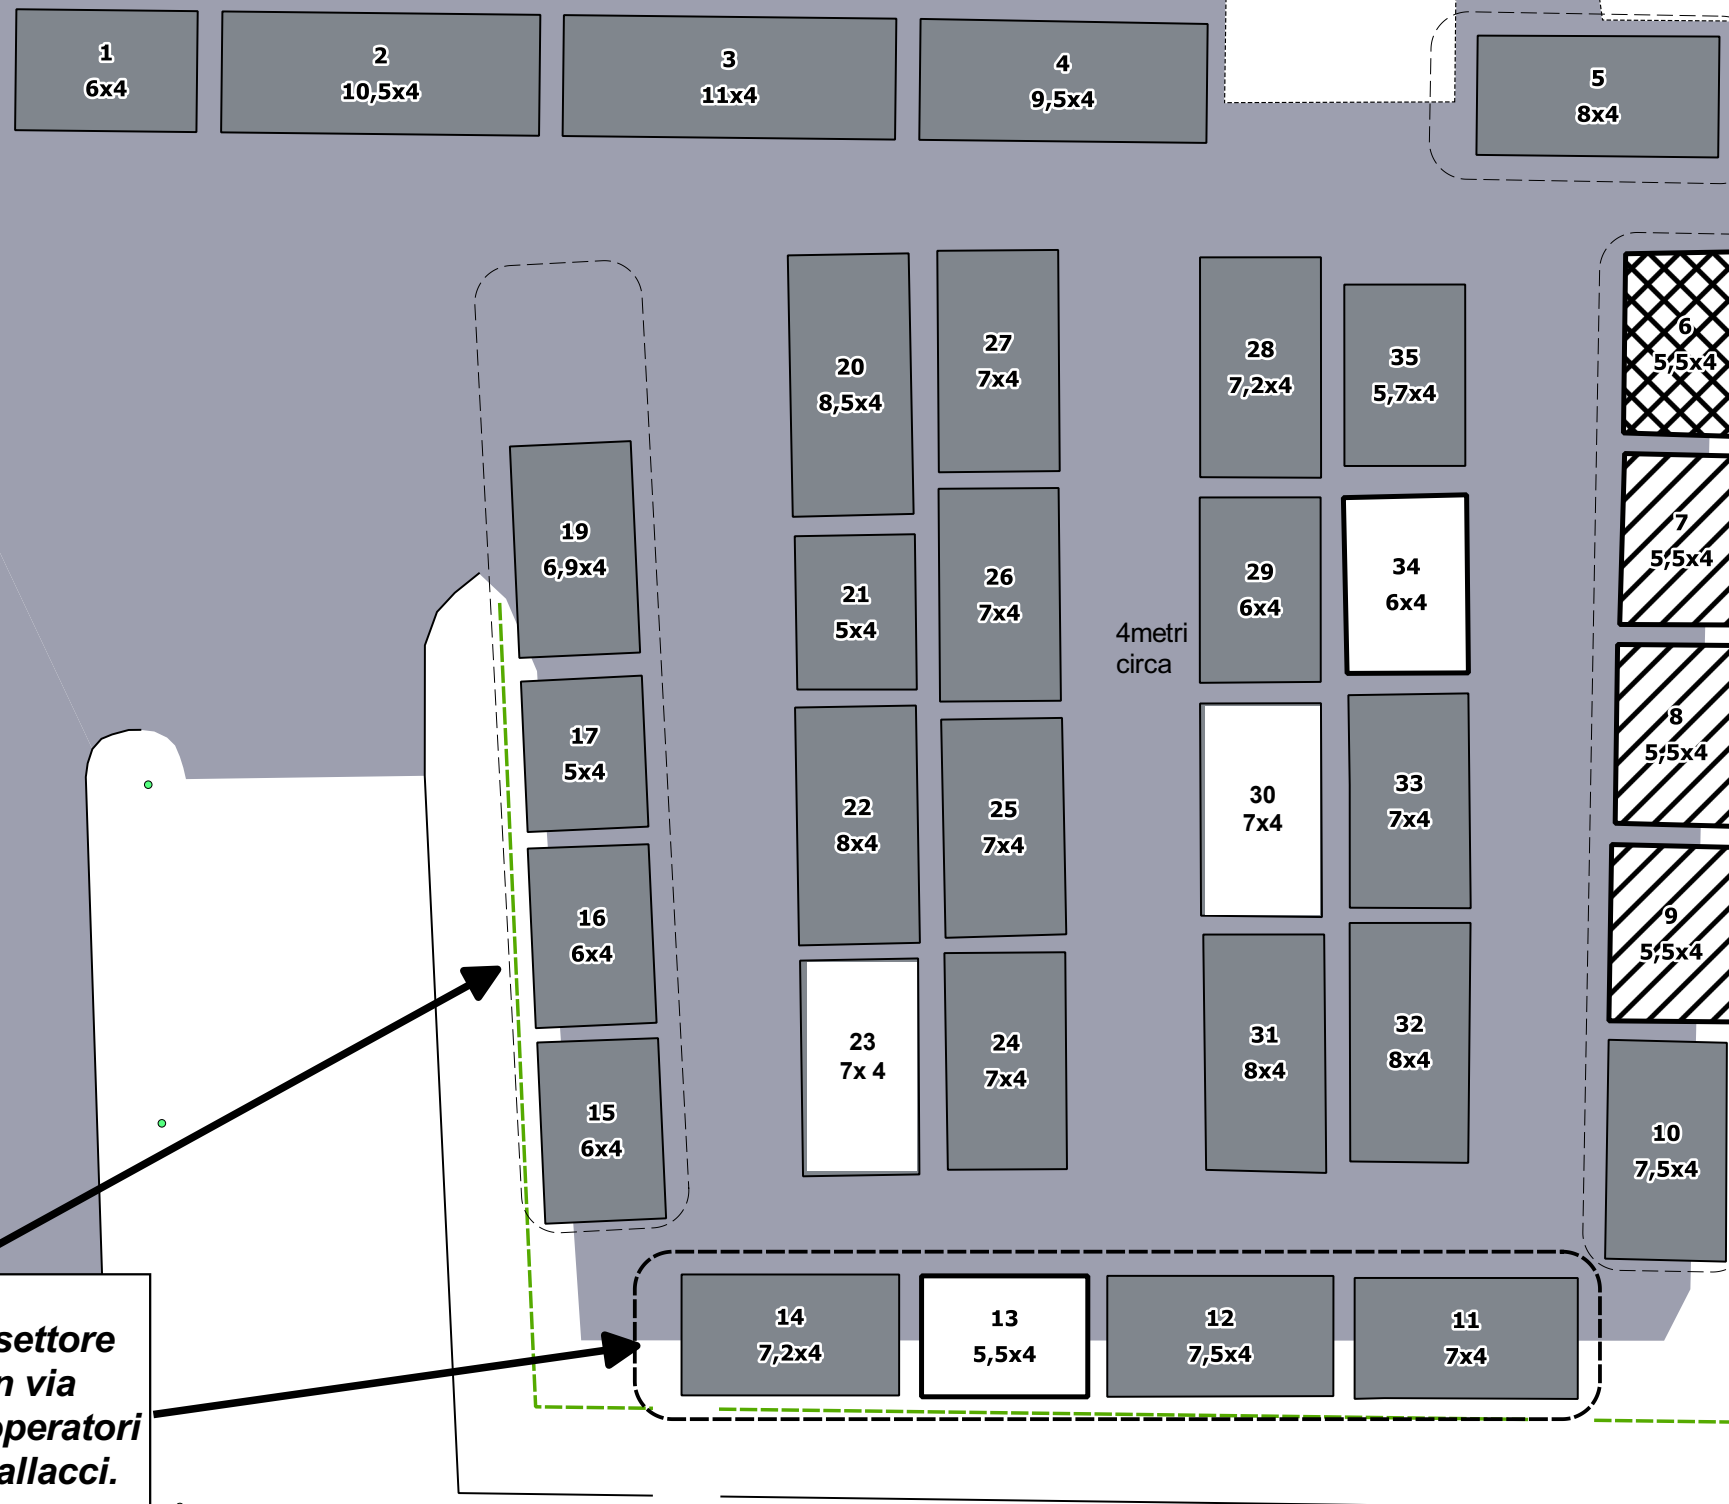 1
6x4
2
10,5x4
3
11x4
4
9,5x4
5
8x4
6
5,5x4
7
5,5x4
8
5,5x4
9
5,5x4
10
7,5x4
20
8,5x4
27
7x4
28
7,2x4
35
5,7x4
19
6,9x4
21
5x4
26
7x4
29
6x4
34
6x4
4metri
circa
17
5x4
22
8x4
25
7x4
30
7x4
33
7x4
16
6x4
23
7x 4
24
7x4
31
8x4
32
8x4
15
6x4
14
7,2x4
13
5,5x4
12
7,5x4
11
7x4
settore
n via
operatori
allacci.